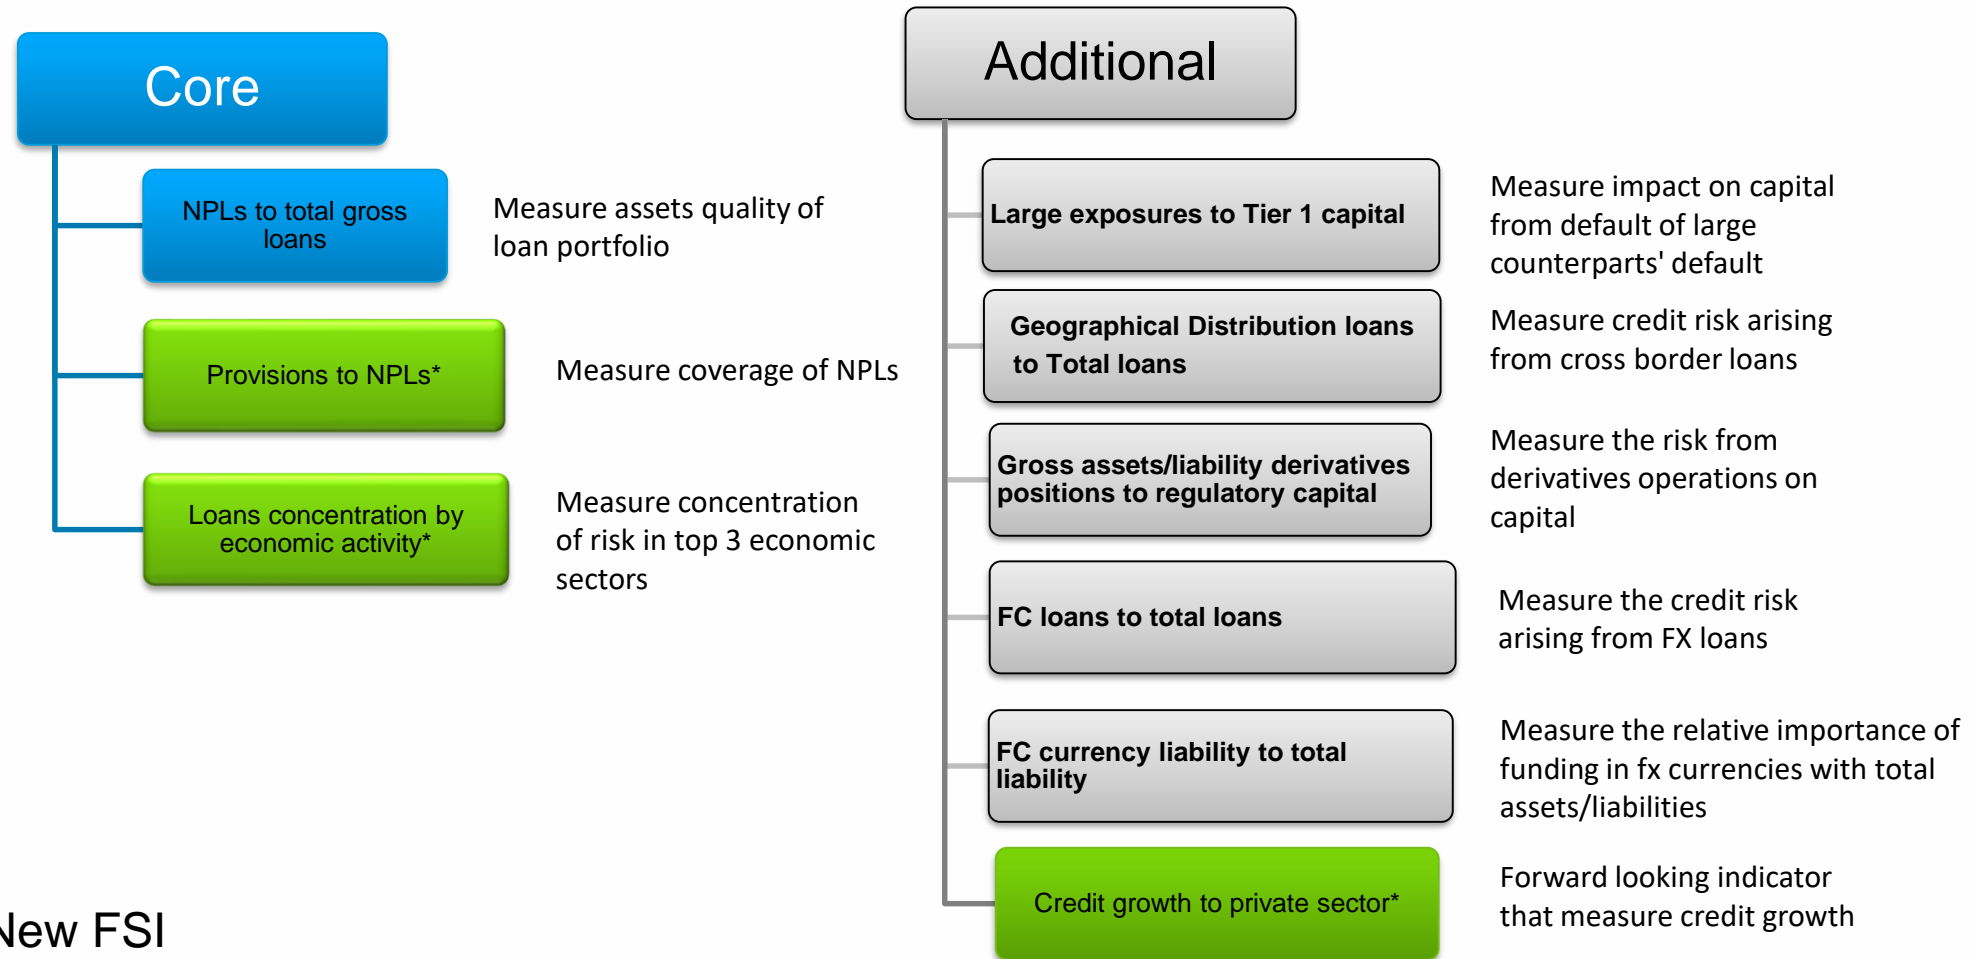 Core
NPLs to total gross
loans
Measure assets quality of
loan portfolio
Provisions to NPLs*
Measure coverage of NPLs
Loans concentration by
economic activity*
Measure concentration
of risk in top 3 economic
sectors
Additional
Large exposures to Tier 1 capital
Measure impact on capital
from default of large
counterparts' default
Geographical Distribution loans
to Total loans
Measure credit risk arising
from cross border loans
Gross assets/liability derivatives
positions to regulatory capital
Measure the risk from
derivatives operations on
capital
FC loans to total loans
Measure the credit risk
arising from FX loans
FC currency liability to total
liability
Measure the relative importance of
funding in fx currencies with total
assets/liabilities
Credit growth to private sector*
Forward looking indicator
that measure credit growth
New FSI